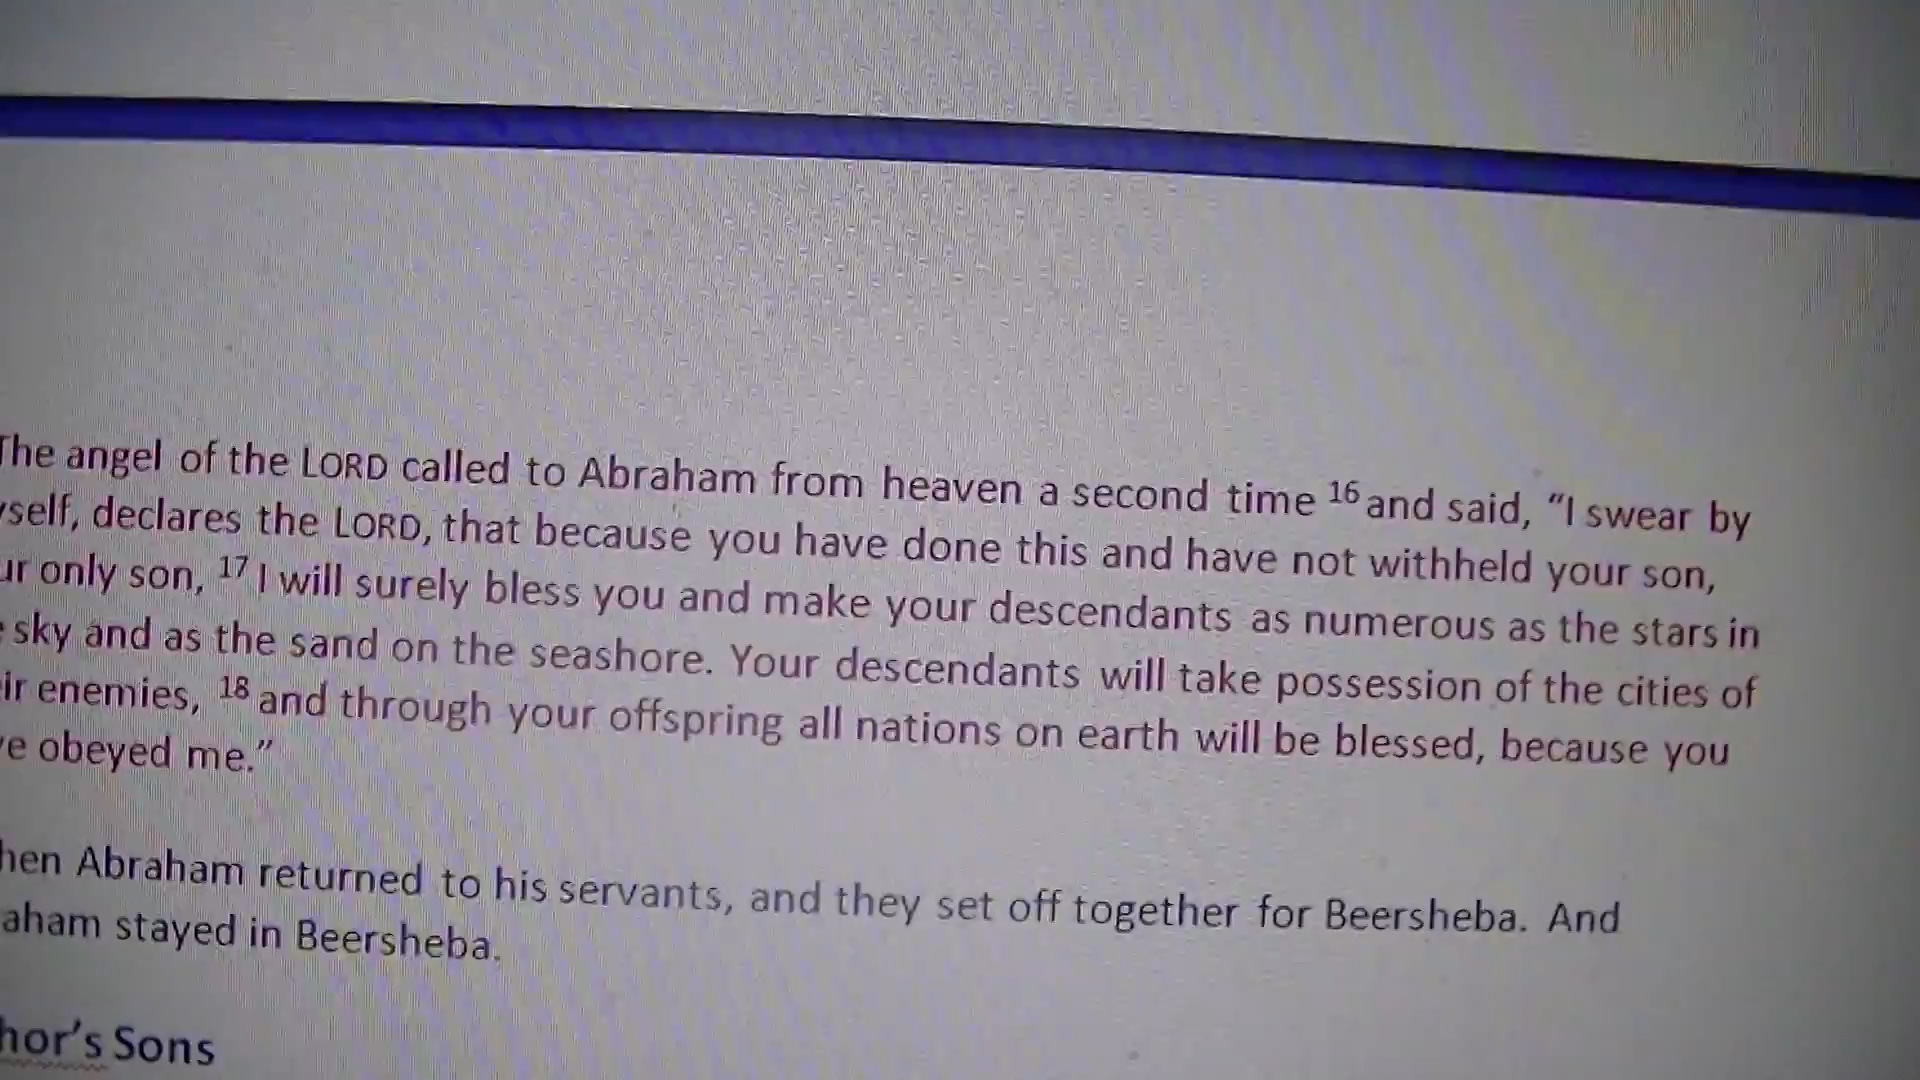 The angel of the LORD called to Abraham from heaven a second time 16 and said, “I swear by
self, declares the LORD, that because you have done this and have not withheld your son,
ur only son, 17 I will surely bless you and make your descendants as numerous as the stars in
sky and as the sand on the seashore. Your descendants will take possession of the cities of
ir enemies, 18 and through your offspring all nations on earth will be blessed, because you
e obeyed me.”
hen Abraham returned to his servants, and they set off together for Beersheba. And
aham stayed in Beersheba.
hor’s Sons